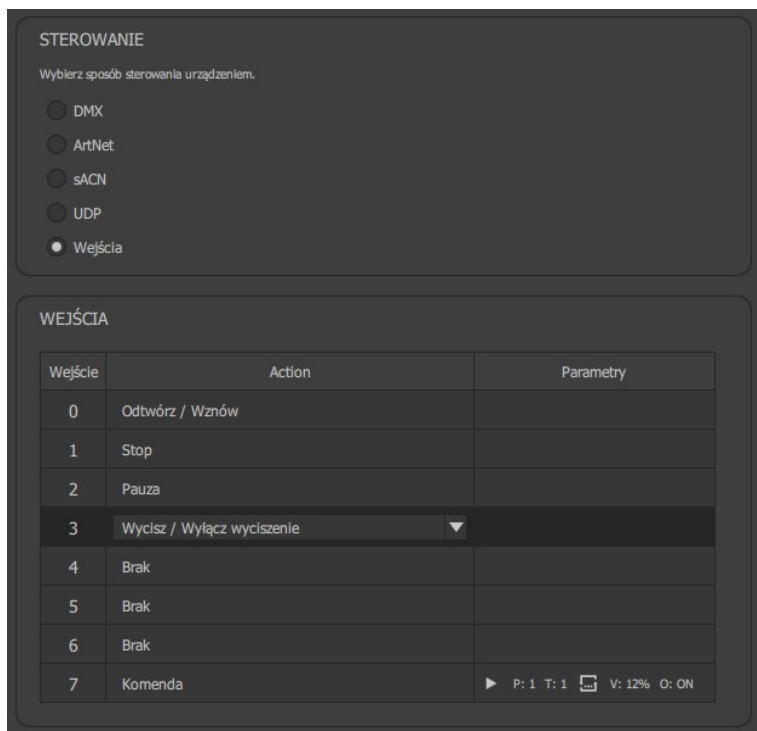 STEROWANIE
Wybierz sposób sterowania urządzeniem.
DMX
ArtNet
sACN
UDP
Wejścia
WEJŚCIA
Wejście Action Parametry
0 Odtwórz / Wznów
1 Stop
2 Pauza
3 Wycisz / Wyłącz wyciszenie
4 Brak
5 Brak
6 Brak
7 Komenda P: 1 T: 1 V: 12% O: ON